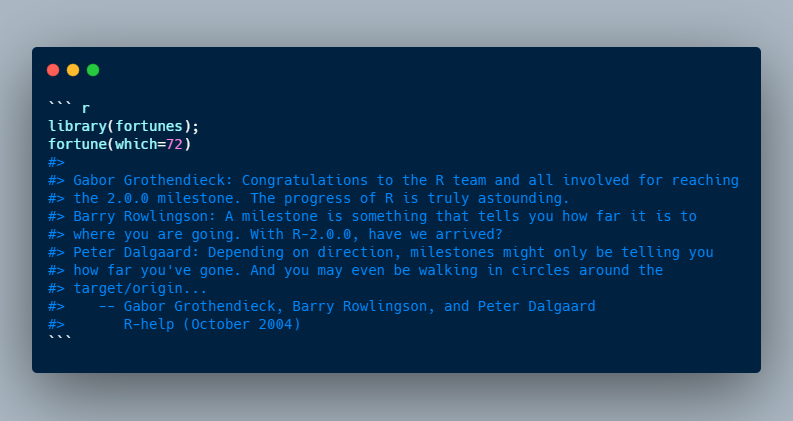 ``` r
library(fortunes);
fortune(which=72)
#>
#> Gabor Grothendieck: Congratulations to the R team and all involved for reaching
#> the 2.0.0 milestone. The progress of R is truly astounding.
#> Barry Rowlingson: A milestone is something that tells you how far it is to
#> where you are going. With R-2.0.0, have we arrived?
#> Peter Dalgaard: Depending on direction, milestones might only be telling you
#> how far you've gone. And you may even be walking in circles around the
#> target/origin...
#>    -- Gabor Grothendieck, Barry Rowlingson, and Peter Dalgaard
#>       R-help (October 2004)
```